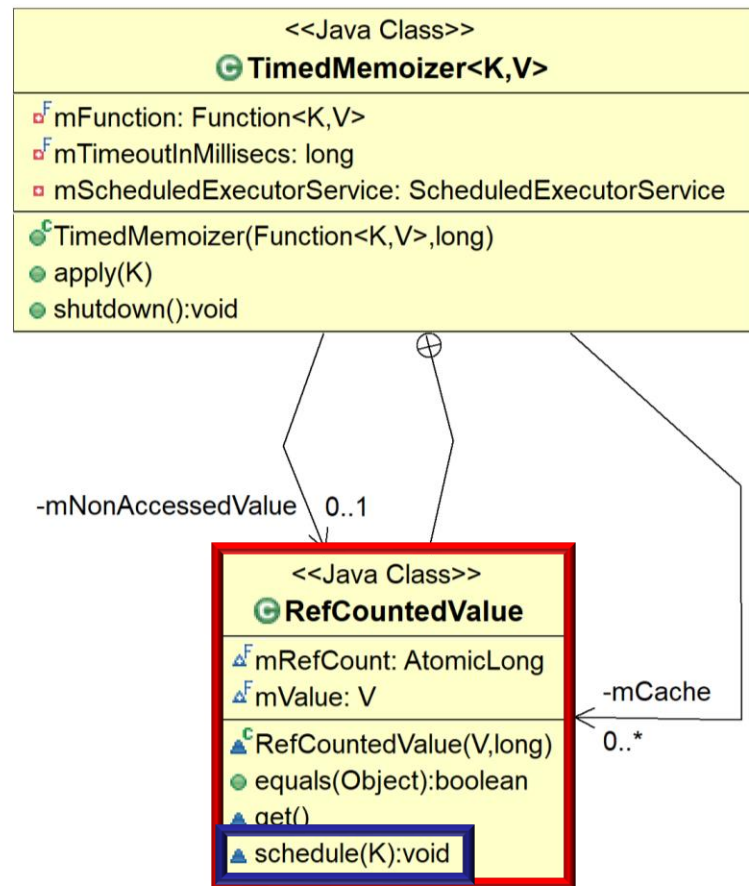 <<Java Class>>
C TimedMemoizer<K,V>
F mFunction: Function<K,V>
F mTimeoutInMillisecs: long
mScheduledExecutorService: ScheduledExecutorService
C TimedMemoizer(Function<K,V>,long)
apply(K)
shutdown():void
-mNonAccessedValue 0..1
<<Java Class>>
C RefCountedValue
F mRefCount: AtomicLong
F mValue: V
C RefCountedValue(V,long)
equals(Object):boolean
get()
schedule(K):void
-mCache
0..*